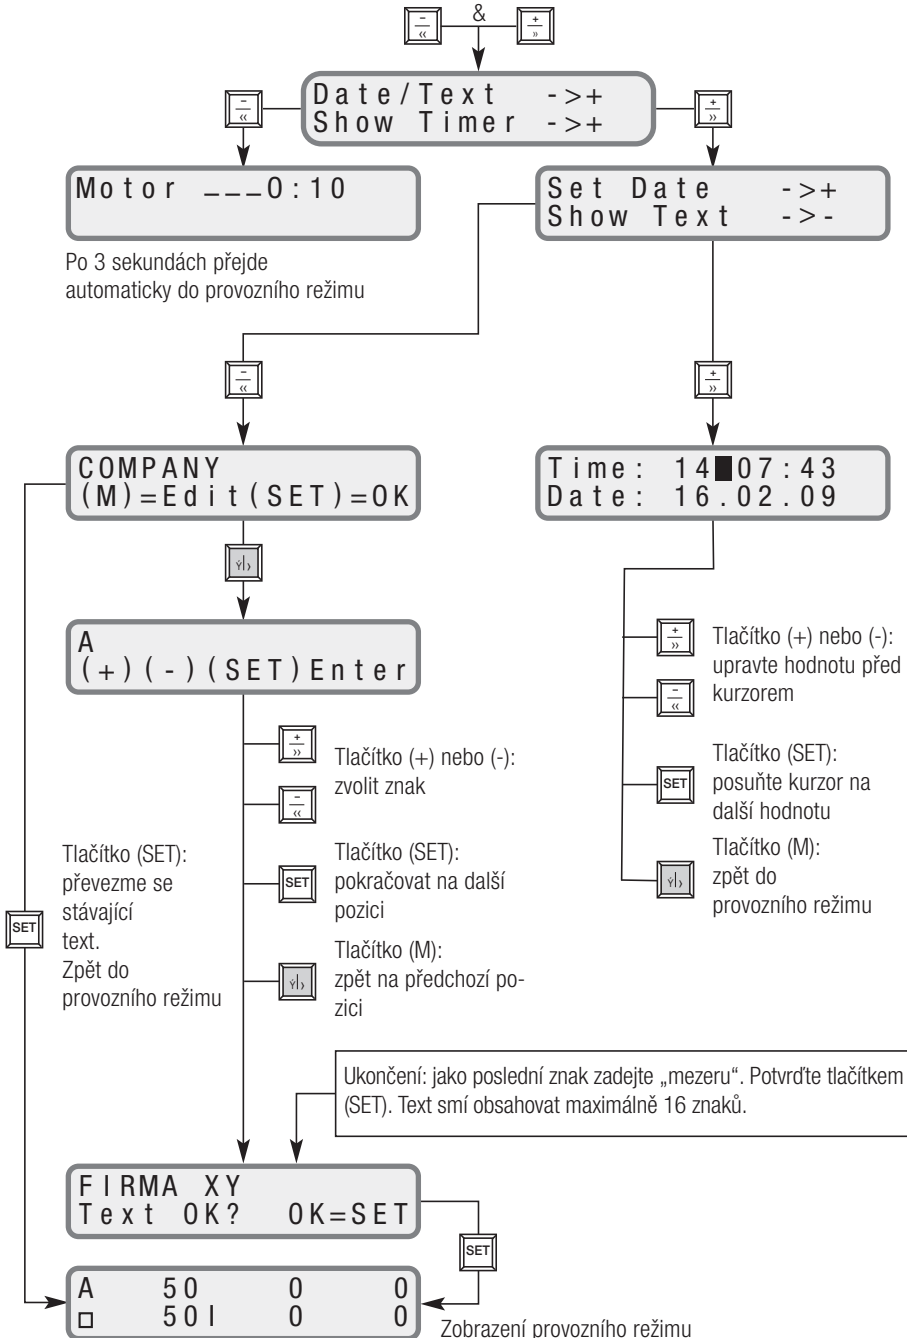 &
Date/Text ->+
Show Timer ->+
Motor ___0:10
Set Date ->+
Show Text ->-
Po 3 sekundách přejde
automaticky do provozního režimu
COMPANY
(M)=Edit(SET)=OK
Time: 14 07:43
Date: 16.02.09
A
(+)(-)(SET)Enter
Tlačítko (+) nebo (-):
upravte hodnotu před
kurzorem
Tlačítko (+) nebo (-):
zvolit znak
SET
Tlačítko (SET):
posuňte kurzor na
další hodnotu
Tlačítko (SET):
převezme se
stávající
text.
Zpět do
provozního režimu
SET
SET
Tlačítko (SET):
pokračovat na další
pozici
Tlačítko (M):
zpět do
provozního režimu
Tlačítko (M):
zpět na předchozí po-
zici
Ukončení: jako poslední znak zadejte „mezeru“. Potvrďte tlačítkem
(SET). Text smí obsahovat maximálně 16 znaků.
FIRMA XY
Text OK? OK=SET
SET
A 50 0 0
50l 0 0
Zobrazení provozního režimu